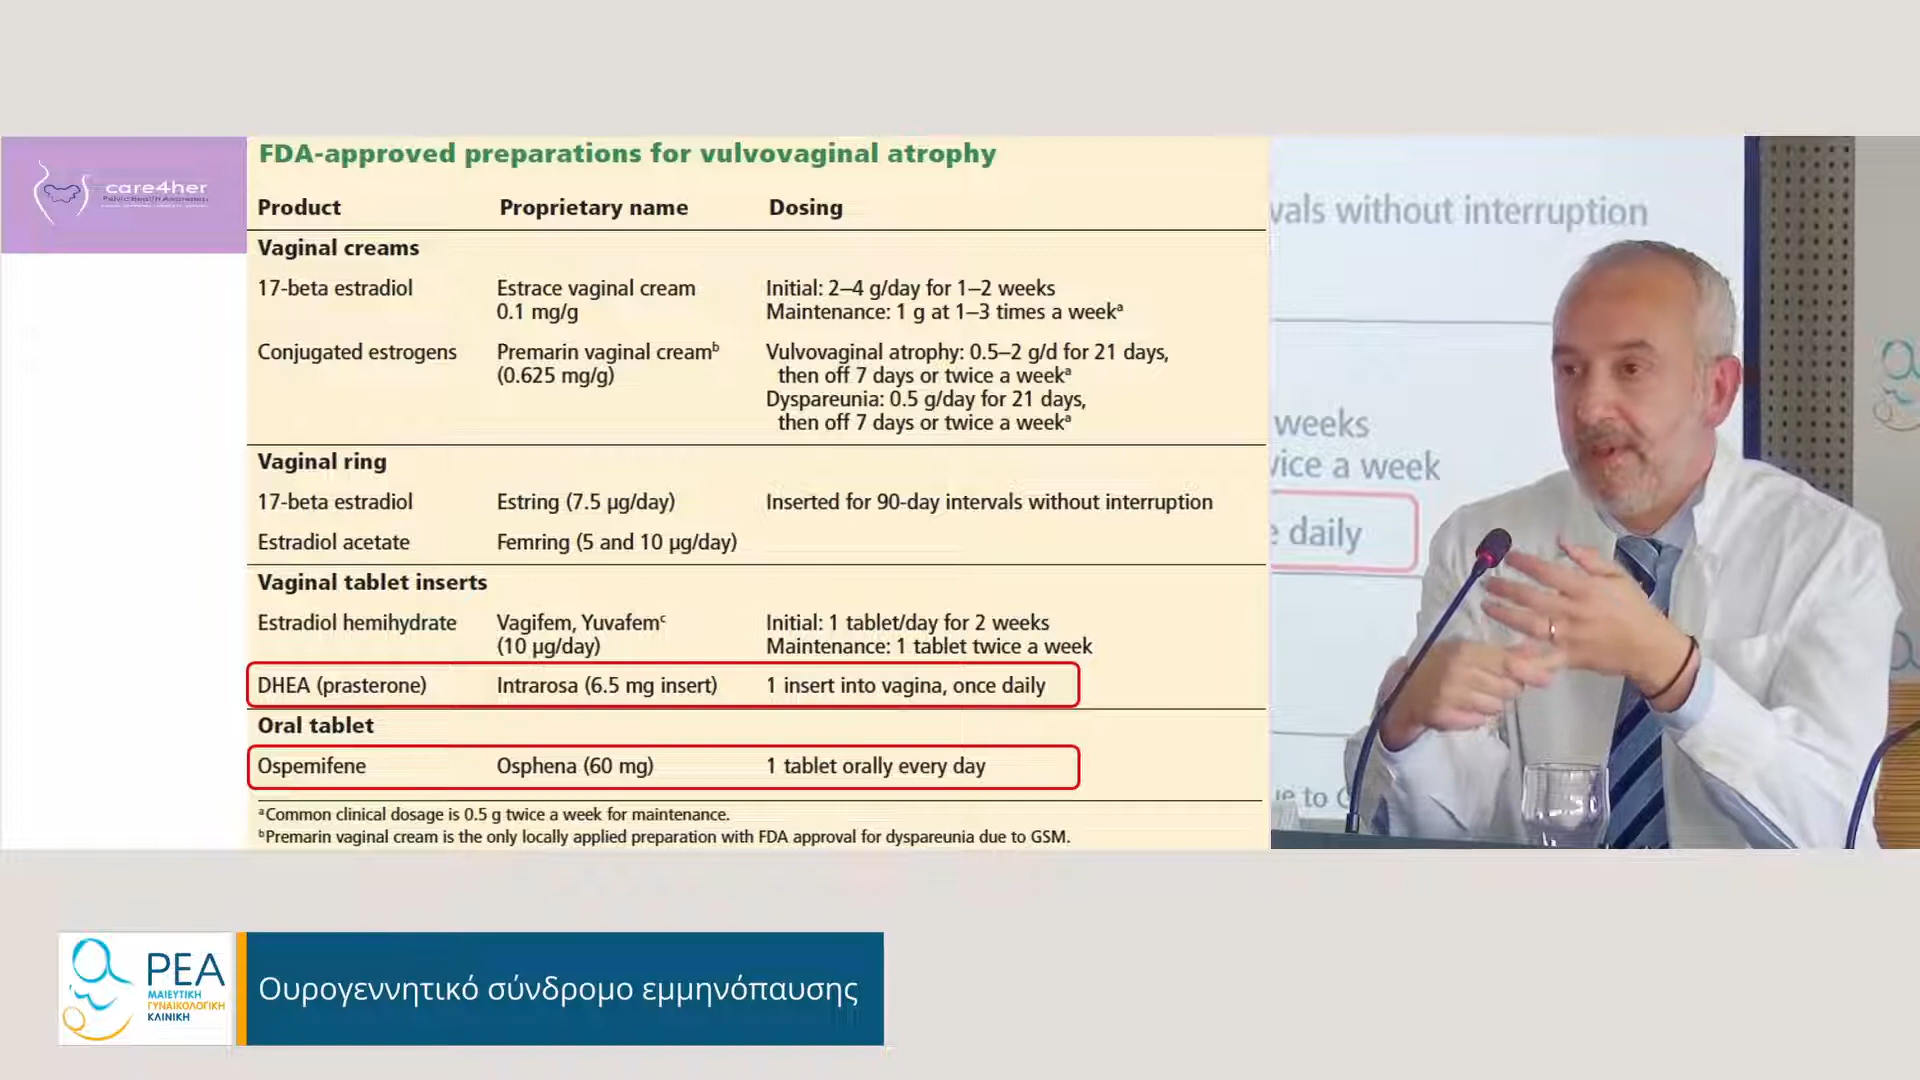 care4her
FDA-approved preparations for vulvovaginal atrophy
Product Proprietary name Dosing
Vaginal creams
17-beta estradiol Estrace vaginal cream Initial: 2–4 g/day for 1–2 weeks
0.1 mg/g Maintenance: 1 g at 1–3 times a weekᵃ
Conjugated estrogens Premarin vaginal creamᵇ Vulvovaginal atrophy: 0.5–2 g/d for 21 days,
(0.625 mg/g) then off 7 days or twice a weekᵃ
Dyspareunia: 0.5 g/day for 21 days,
then off 7 days or twice a weekᵃ
Vaginal ring
17-beta estradiol Estring (7.5 µg/day) Inserted for 90-day intervals without interruption
Estradiol acetate Femring (5 and 10 µg/day)
Vaginal tablet inserts
Estradiol hemihydrate Vagifem, Yuvafemᶜ Initial: 1 tablet/day for 2 weeks
(10 µg/day) Maintenance: 1 tablet twice a week
DHEA (prasterone) Intrarosa (6.5 mg insert) 1 insert into vagina, once daily
Oral tablet
Ospemifene Osphena (60 mg) 1 tablet orally every day
ᵃCommon clinical dosage is 0.5 g twice a week for maintenance.
ᵇPremarin vaginal cream is the only locally applied preparation with FDA approval for dyspareunia due to GSM.
vals without interruption
weeks
vice a week
daily
to
ΡΕΑ
ΜΑΙΕΥΤΙΚΗ
ΓΥΝΑΙΚΟΛΟΓΙΚΗ
ΚΛΙΝΙΚΗ
Ουρογεννητικό σύνδρομο εμμηνόπαυσης